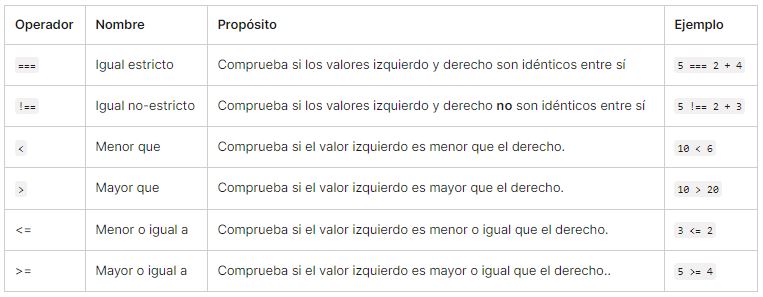 Operador Nombre Propósito Ejemplo
=== Igual estricto Comprueba si los valores izquierdo y derecho son idénticos entre sí 5 === 2 + 4
!== Igual no-estricto Comprueba si los valores izquierdo y derecho no son idénticos entre sí 5 !== 2 + 3
< Menor que Comprueba si el valor izquierdo es menor que el derecho. 10 < 6
> Mayor que Comprueba si el valor izquierdo es mayor que el derecho. 10 > 20
<= Menor o igual a Comprueba si el valor izquierdo es menor o igual que el derecho. 3 <= 2
>= Mayor o igual a Comprueba si el valor izquierdo es mayor o igual que el derecho.. 5 >= 4